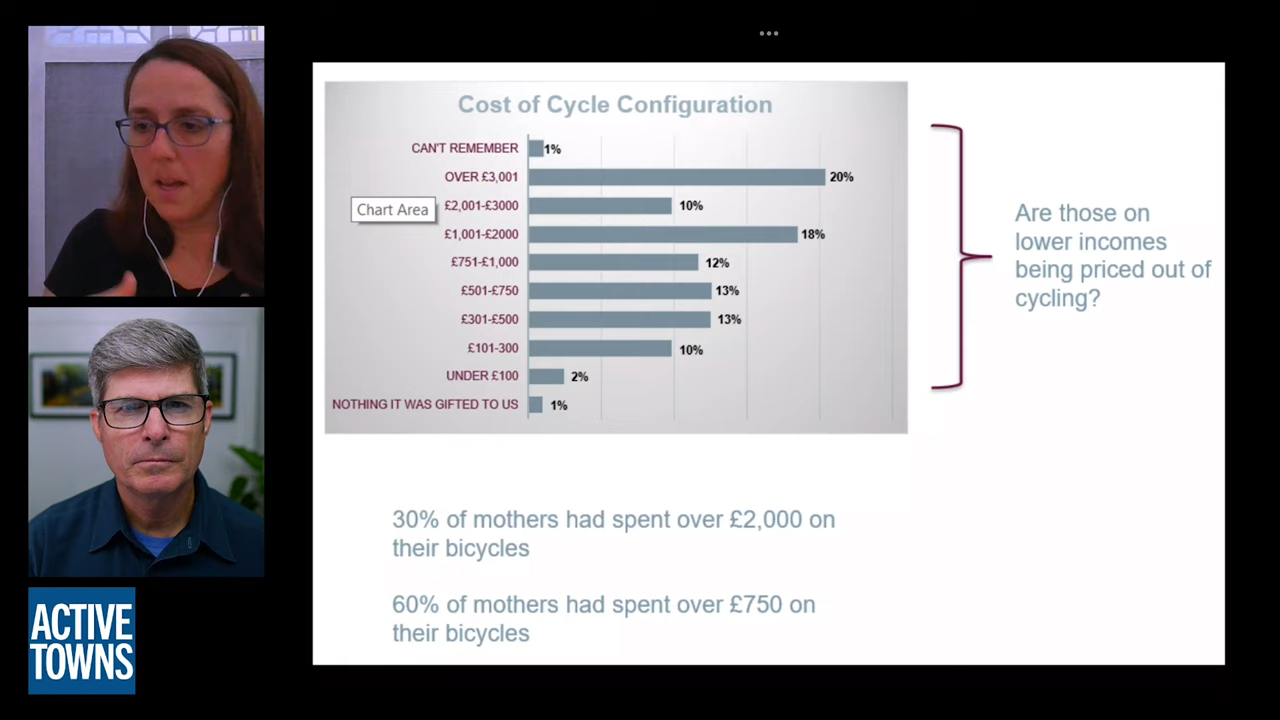 Cost of Cycle Configuration
CAN'T REMEMBER 1%
OVER £3,001 20%
Chart Area
£2,001-£3000 10%
£1,001-£2000 18%
£751-£1,000 12%
£501-£750 13%
£301-£500 13%
£101-300 10%
UNDER £100 2%
NOTHING IT WAS GIFTED TO US 1%
Are those on
lower incomes
being priced out of
cycling?
30% of mothers had spent over £2,000 on
their bicycles
60% of mothers had spent over £750 on
their bicycles
ACTIVE
TOWNS